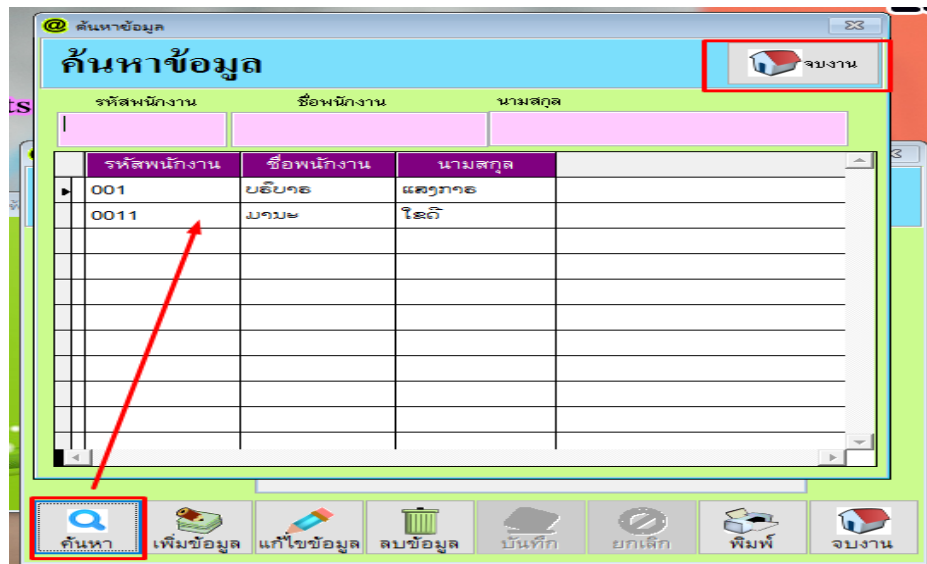 ค้นหาข้อมูล
ค้นหาข้อมูล
จบงาน
รหัสพนักงาน ชื่อพนักงาน นามสกุล
รหัสพนักงาน ชื่อพนักงาน นามสกุล
001
0011 ມານະ
ค้นหา เพิ่มข้อมูล แก้ไขข้อมูล ลบข้อมูล บันทึก ยกเลิก พิมพ์ จบงาน